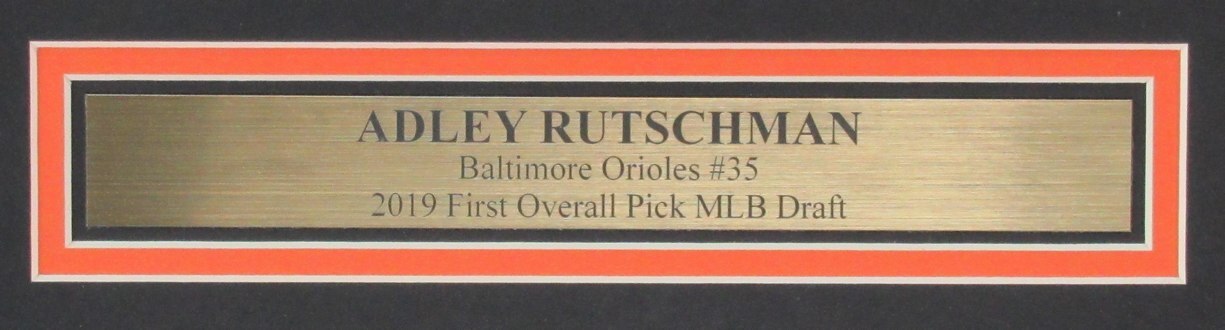 ADLEY RUTSCHMAN
Baltimore Orioles #35
2019 First Overall Pick MLB Draft